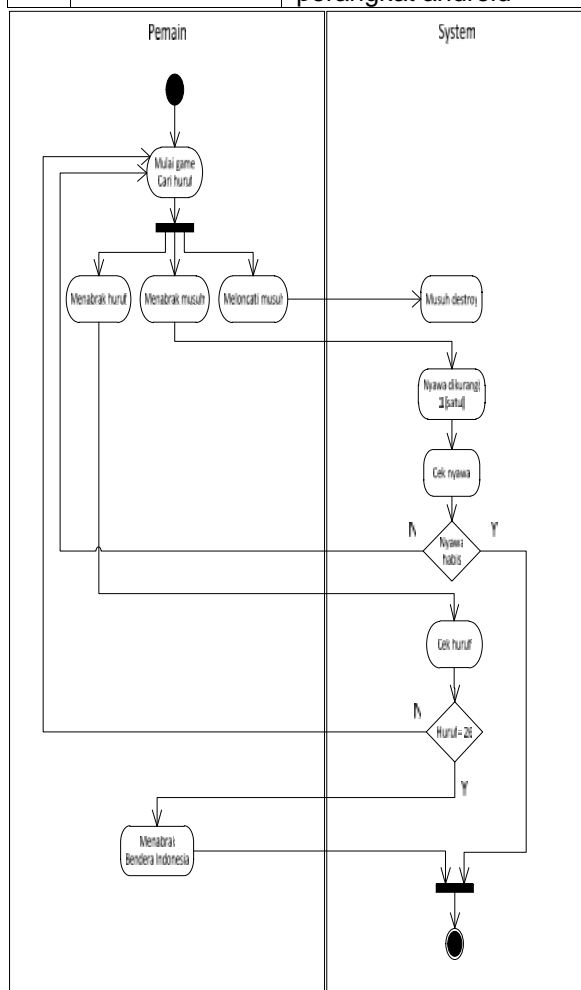 perangkat android
Pemain
System
Mulai game
Cari huruf
Menabrak huruf
Menabrak musuh
Meloncati musuh
Musuh destroy
Nyawa dikurangi
1(satu)
Cek nyawa
N
Y
Nyawa
habis
Cek huruf
N
Huruf= 26
Y
Menabrak
Bendera Indonesia